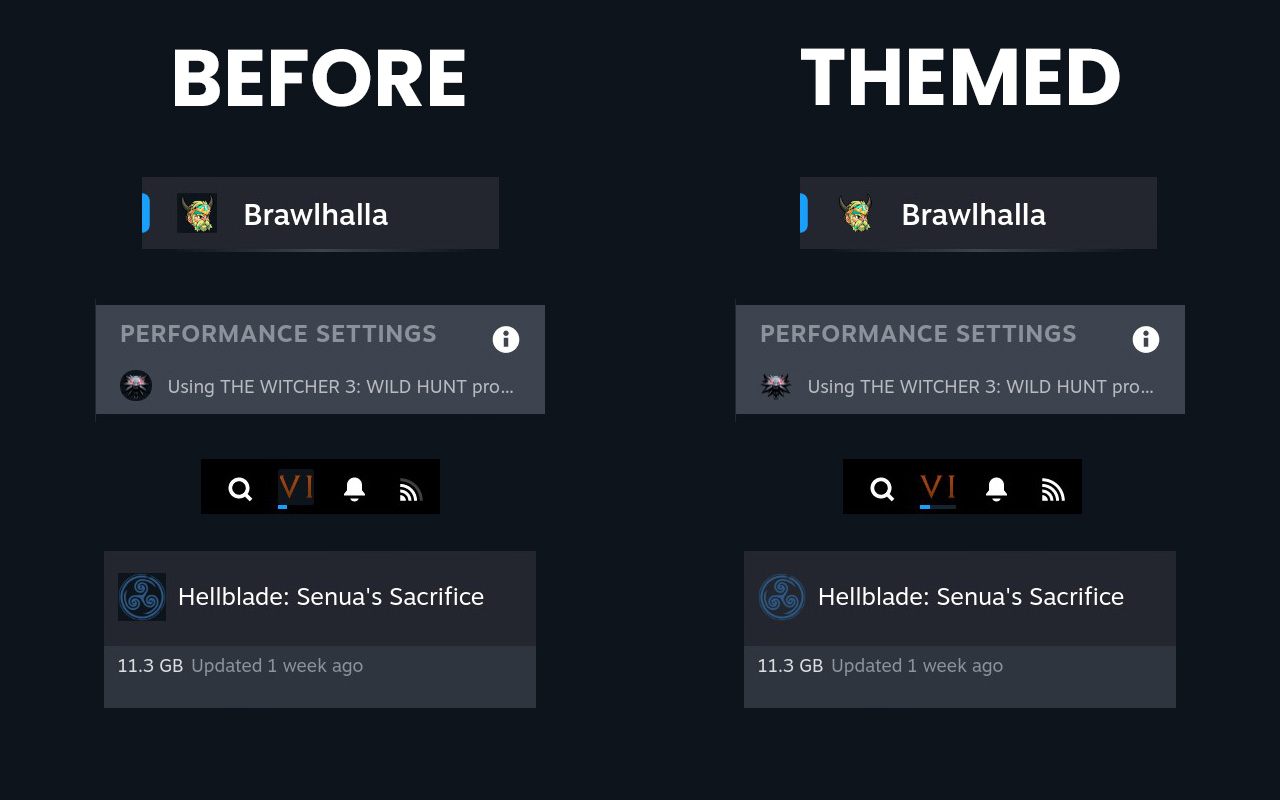 BEFORE
THEMED
Brawlhalla
Brawlhalla
PERFORMANCE SETTINGS
Using THE WITCHER 3: WILD HUNT pro...
PERFORMANCE SETTINGS
Using THE WITCHER 3: WILD HUNT pro...
VI
VI
Hellblade: Senua's Sacrifice
11.3 GB Updated 1 week ago
Hellblade: Senua's Sacrifice
11.3 GB Updated 1 week ago